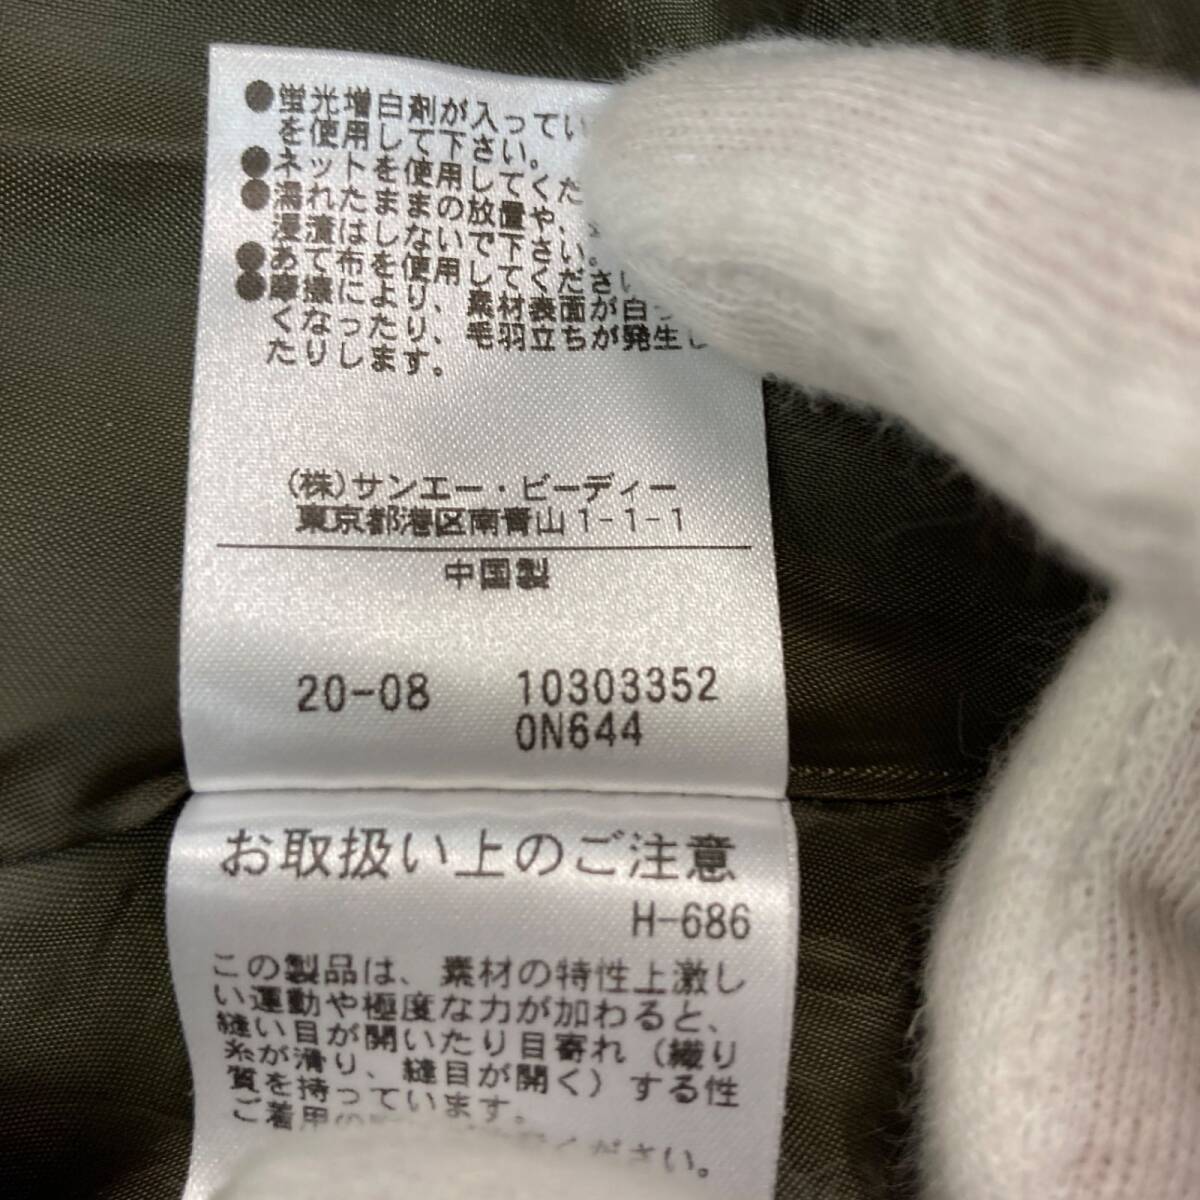 ●蛍光増白剤が入ってい
を使用して下さい。
●ネットを使用してくだ
●濡れたままの放置や、
浸漬はしないで下さい。
●あて布を使用してくださ
●摩擦により、素材表面が白っ
くなったり、毛羽立ちが発生し
たりします。
(株)サンエー・ビーディー
東京都港区南青山1-1-1
中国製
20-08 10303352
0N644
お取扱い上のご注意
H-686
この製品は、素材の特性上激し
い運動や極度な力が加わると、
縫い目が開いたり目寄れ(織り
糸が滑り、縫目が開く)する性
質を持っています。
ご着用の ください。